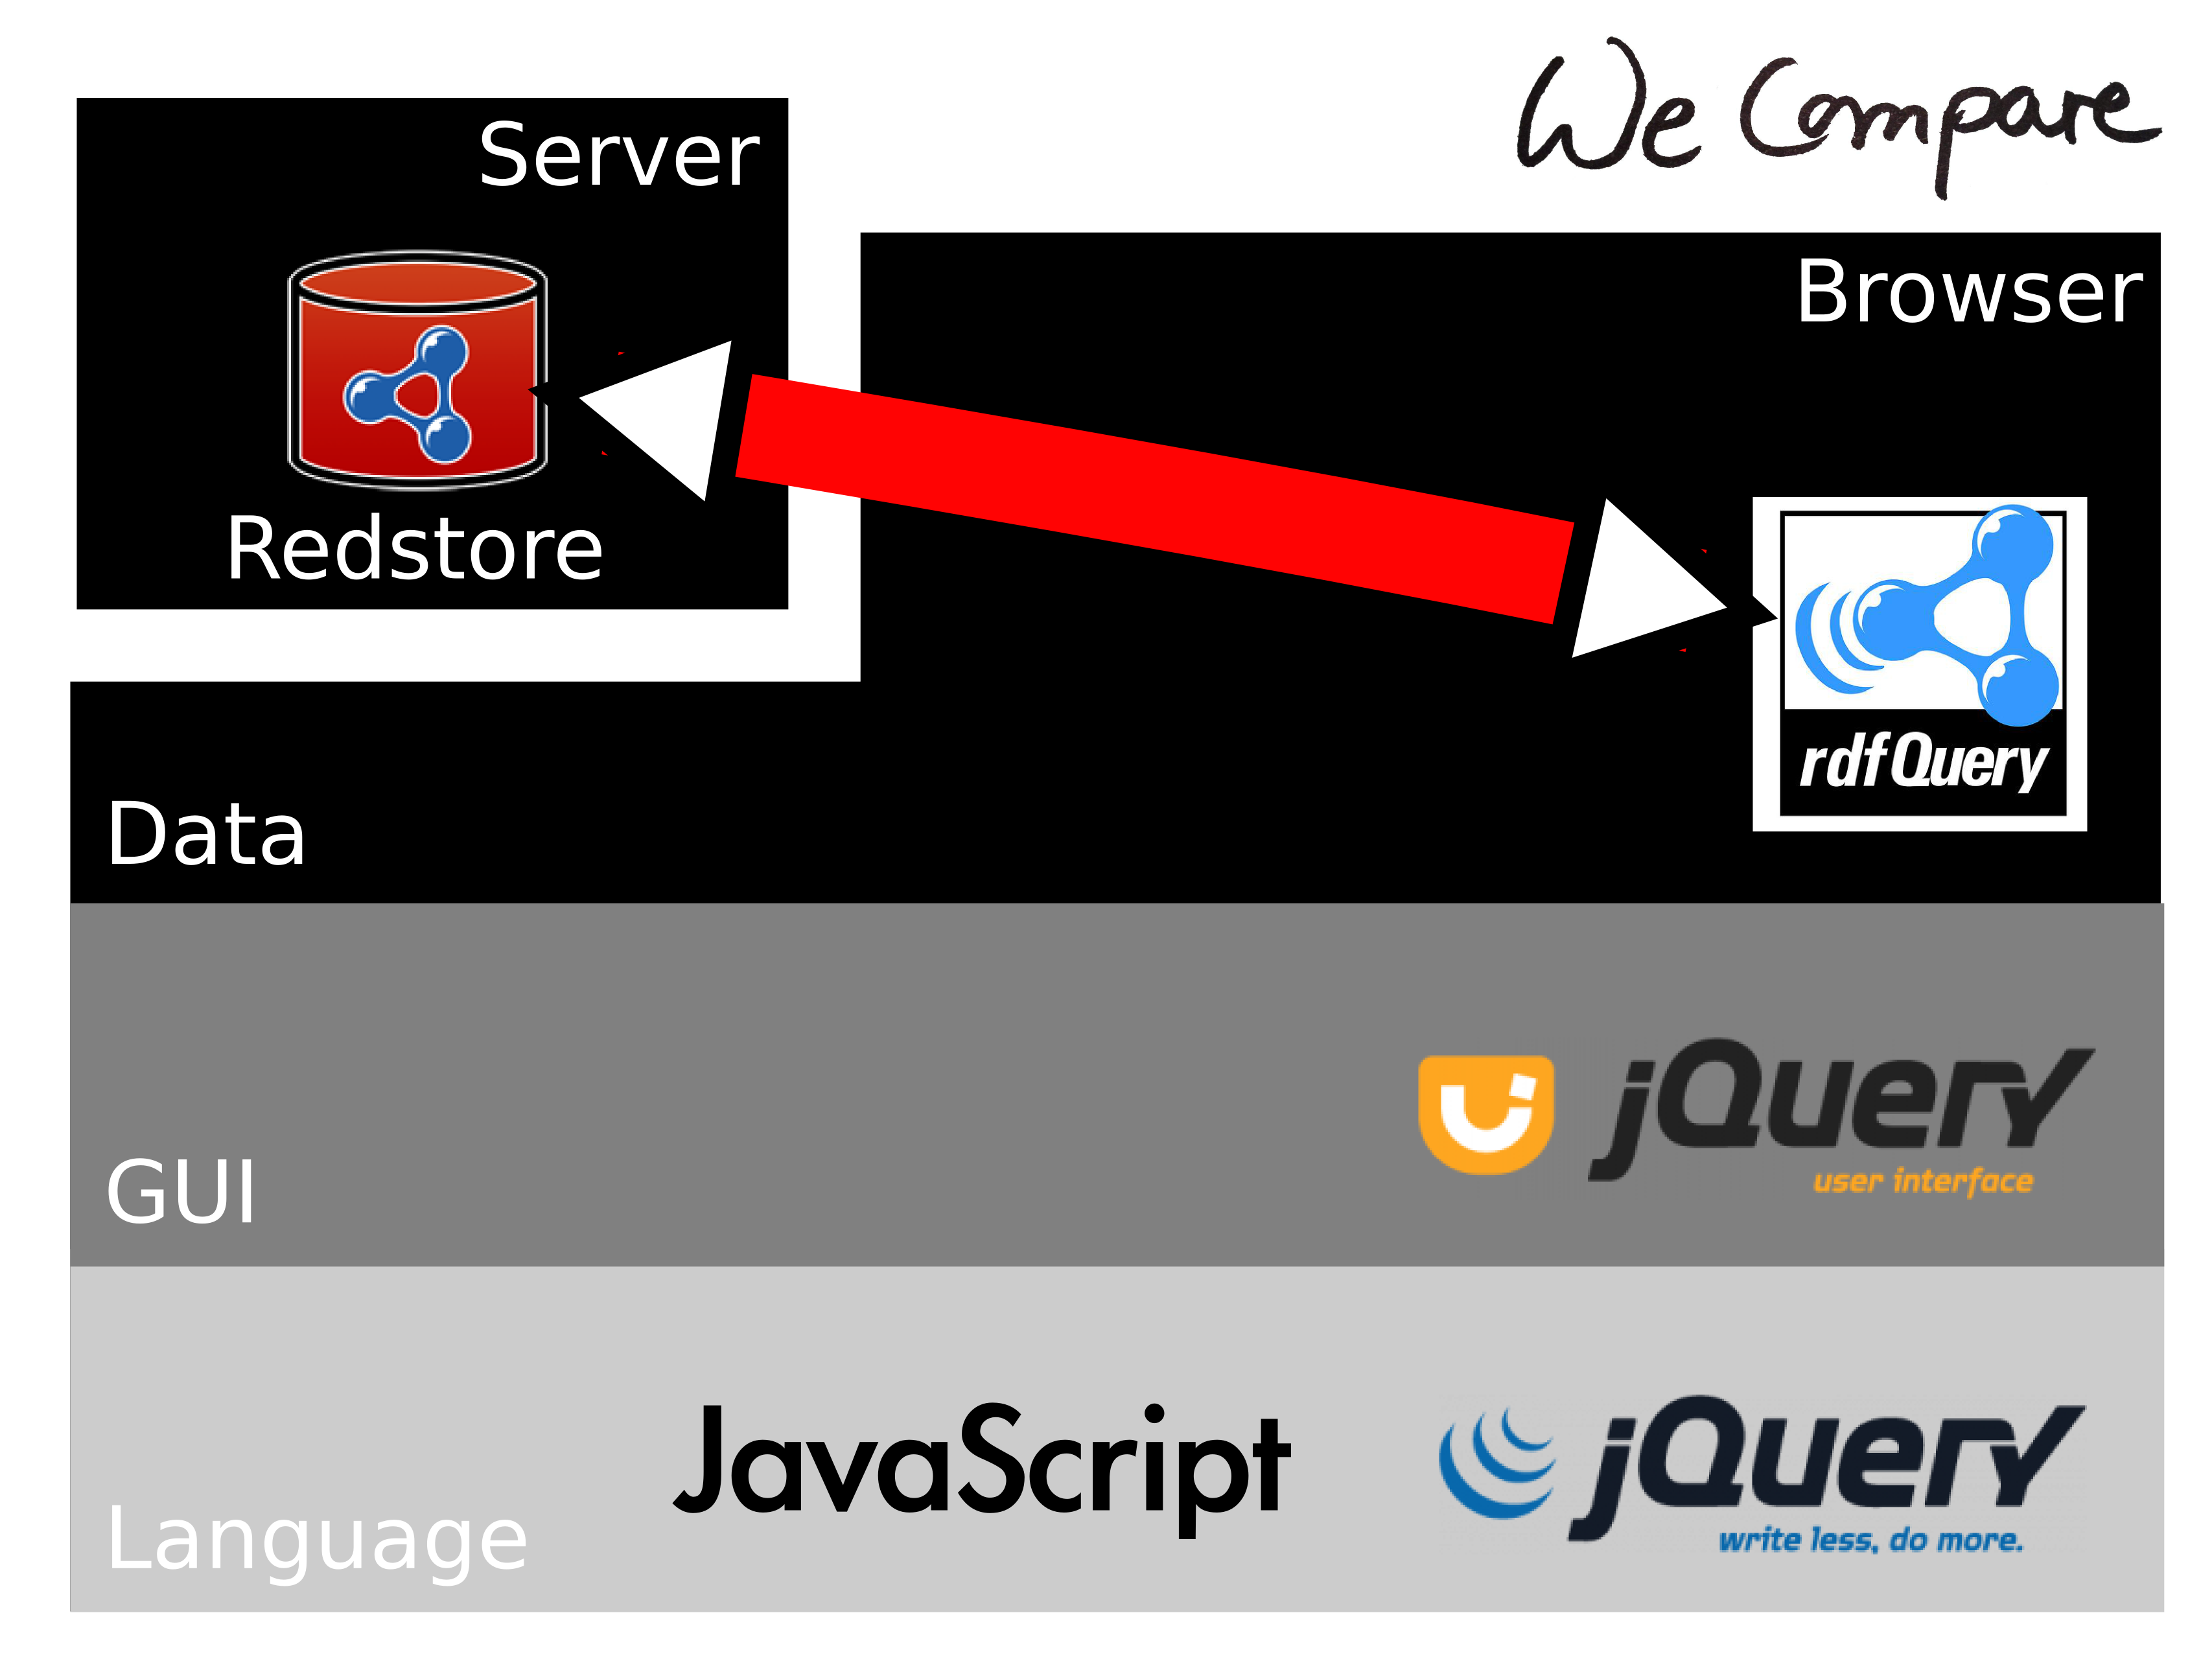 We Compare
Server
Redstore
Browser
rdfQuery
Data
jQuery
user interface
GUI
JavaScript
jQuery
write less, do more.
Language